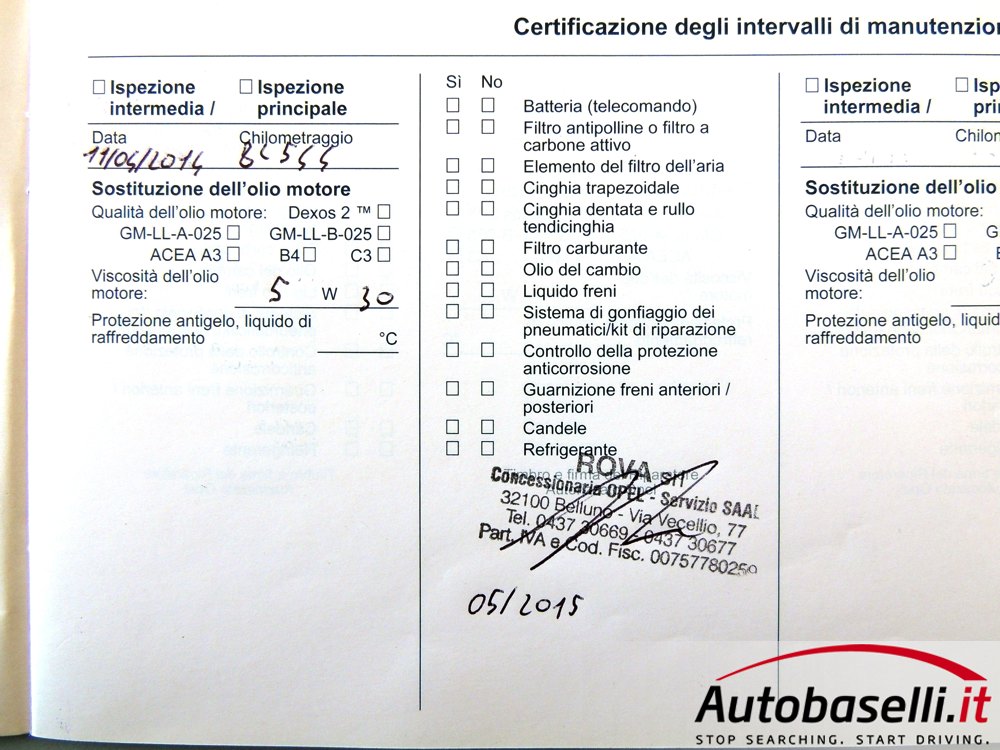 Certificazione degli intervalli di manutenzio
Ispezione intermedia /
Ispezione principale
Data
Chilometraggio
11/04/2014
Sostituzione dell'olio motore
Qualità dell'olio motore: Dexos 2 ™
GM-LL-A-025 GM-LL-B-025
ACEA A3 B4 C3
Viscosità dell'olio
motore: 5 W 30
Protezione antigelo, liquido di
raffreddamento °C
Sì No
Batteria (telecomando)
Filtro antipolline o filtro a
carbone attivo
Elemento del filtro dell'aria
Cinghia trapezoidale
Cinghia dentata e rullo
tendicinghia
Filtro carburante
Olio del cambio
Liquido freni
Sistema di gonfiaggio dei
pneumatici/kit di riparazione
Controllo della protezione
anticorrosione
Guarnizione freni anteriori /
posteriori
Candele
Refrigerante
Timbro e firma
ROVA
Concessionaria OPEL - Servizio SAAL
32100 Belluno - Via Vecellio, 77
Tel. 0437 30669 - 0437 30677
Part. IVA e Cod. Fisc. 00757780259
05/2015
Ispezione
intermedia /
Data
Sostituzione dell'olio
Qualità dell'olio motore:
GM-LL-A-025
ACEA A3
Viscosità dell'olio
motore:
Protezione antigelo, liquid
raffreddamento
Autobaselli.it
STOP SEARCHING. START DRIVING.